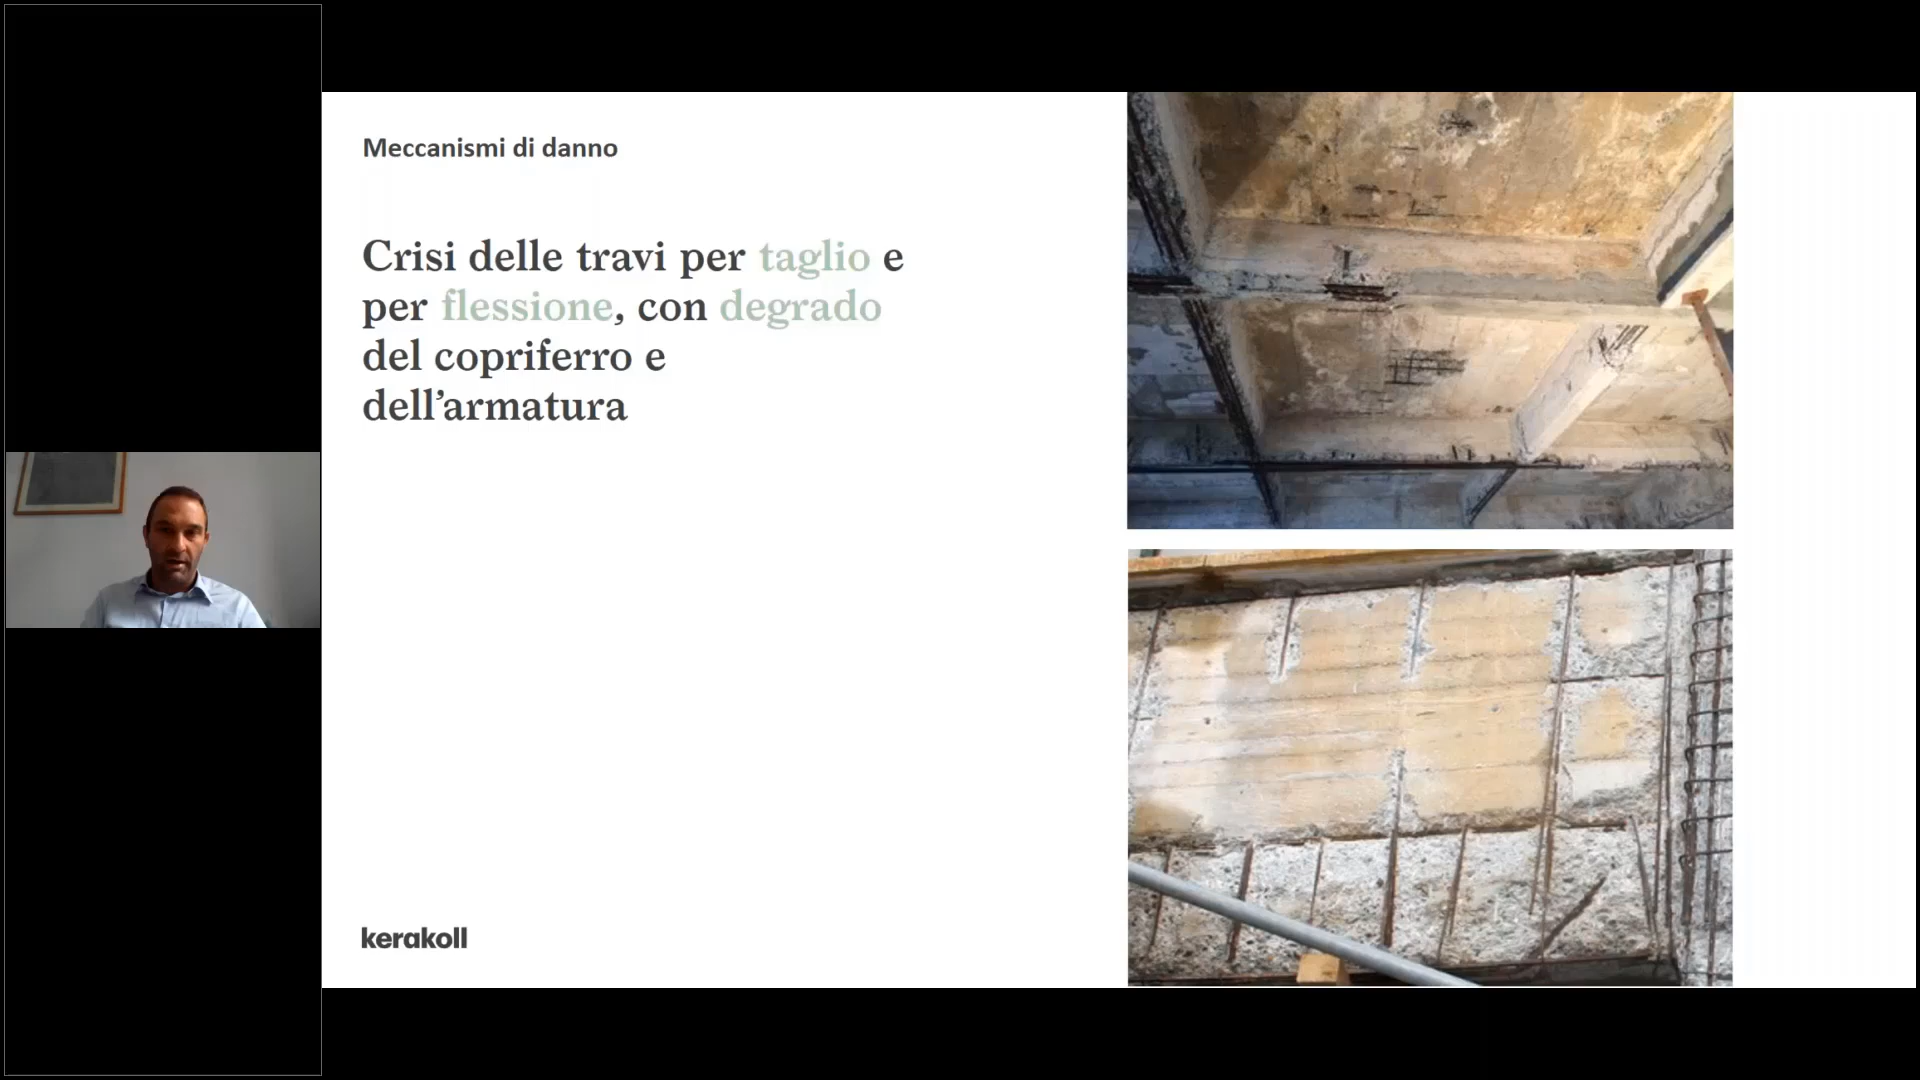 Meccanismi di danno
Crisi delle travi per taglio e
per flessione, con degrado
del copriferro e
dell’armatura
kerakoll